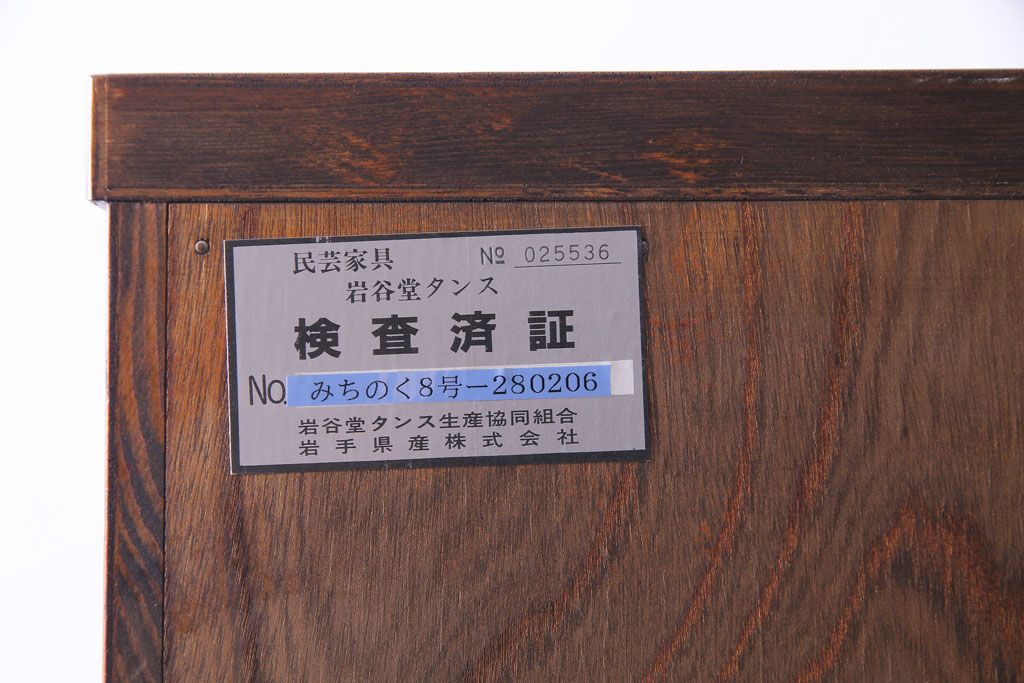 民芸家具 № 025536
岩谷堂タンス
検査済証
No. みちのく8号ー280206
岩谷堂タンス生産協同組合
岩手県産株式会社